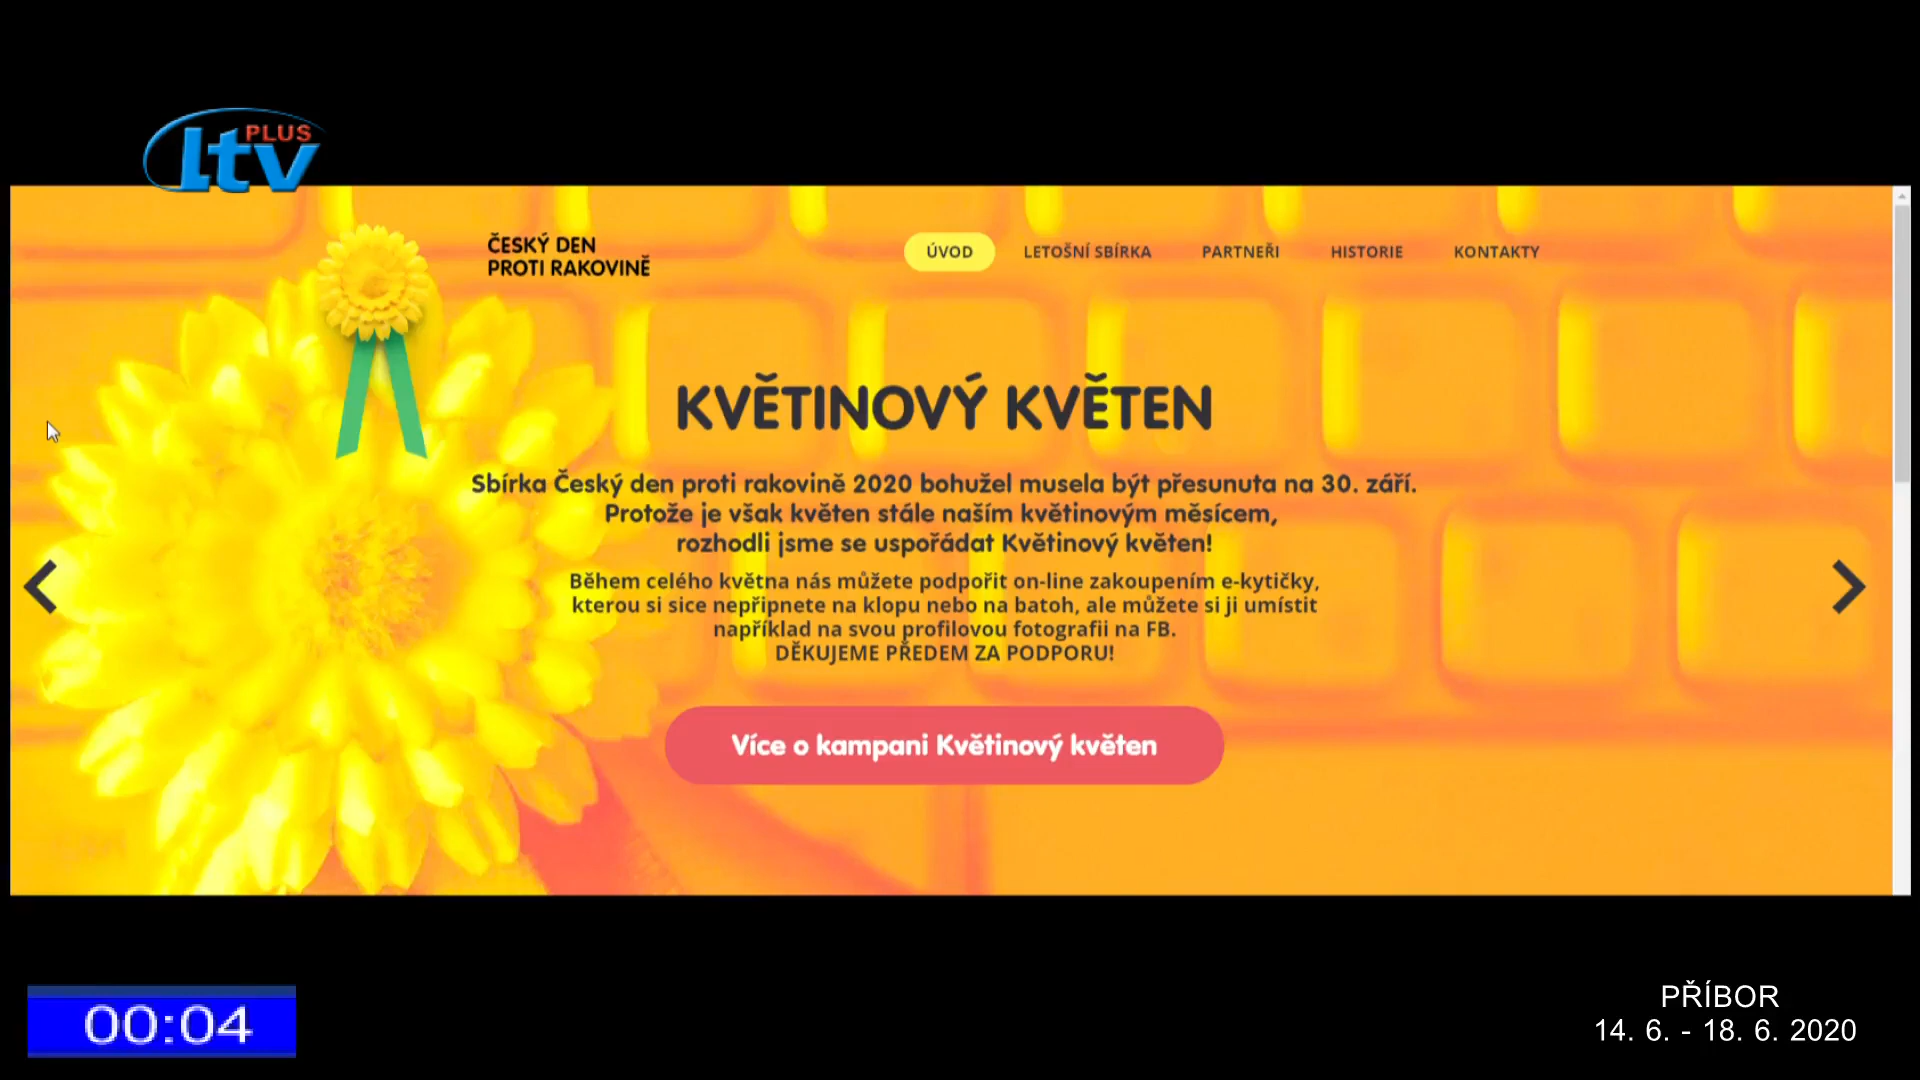 LTV PLUS
ČESKÝ DEN
PROTI RAKOVINĚ
ÚVOD LETOŠNÍ SBÍRKA PARTNEŘI HISTORIE KONTAKTY
KVĚTINOVÝ KVĚTEN
Sbírka Český den proti rakovině 2020 bohužel musela být přesunuta na 30. září.
Protože je však květen stále naším květinovým měsícem,
rozhodli jsme se uspořádat Květinový květen!
Během celého května nás můžete podpořit on-line zakoupením e-kytičky,
kterou si sice nepřipnete na klopu nebo na batoh, ale můžete si ji umístit
například na svou profilovou fotografii na FB.
DĚKUJEME PŘEDEM ZA PODPORU!
Více o kampani Květinový květen
00:04
PŘÍBOR
14. 6. - 18. 6. 2020